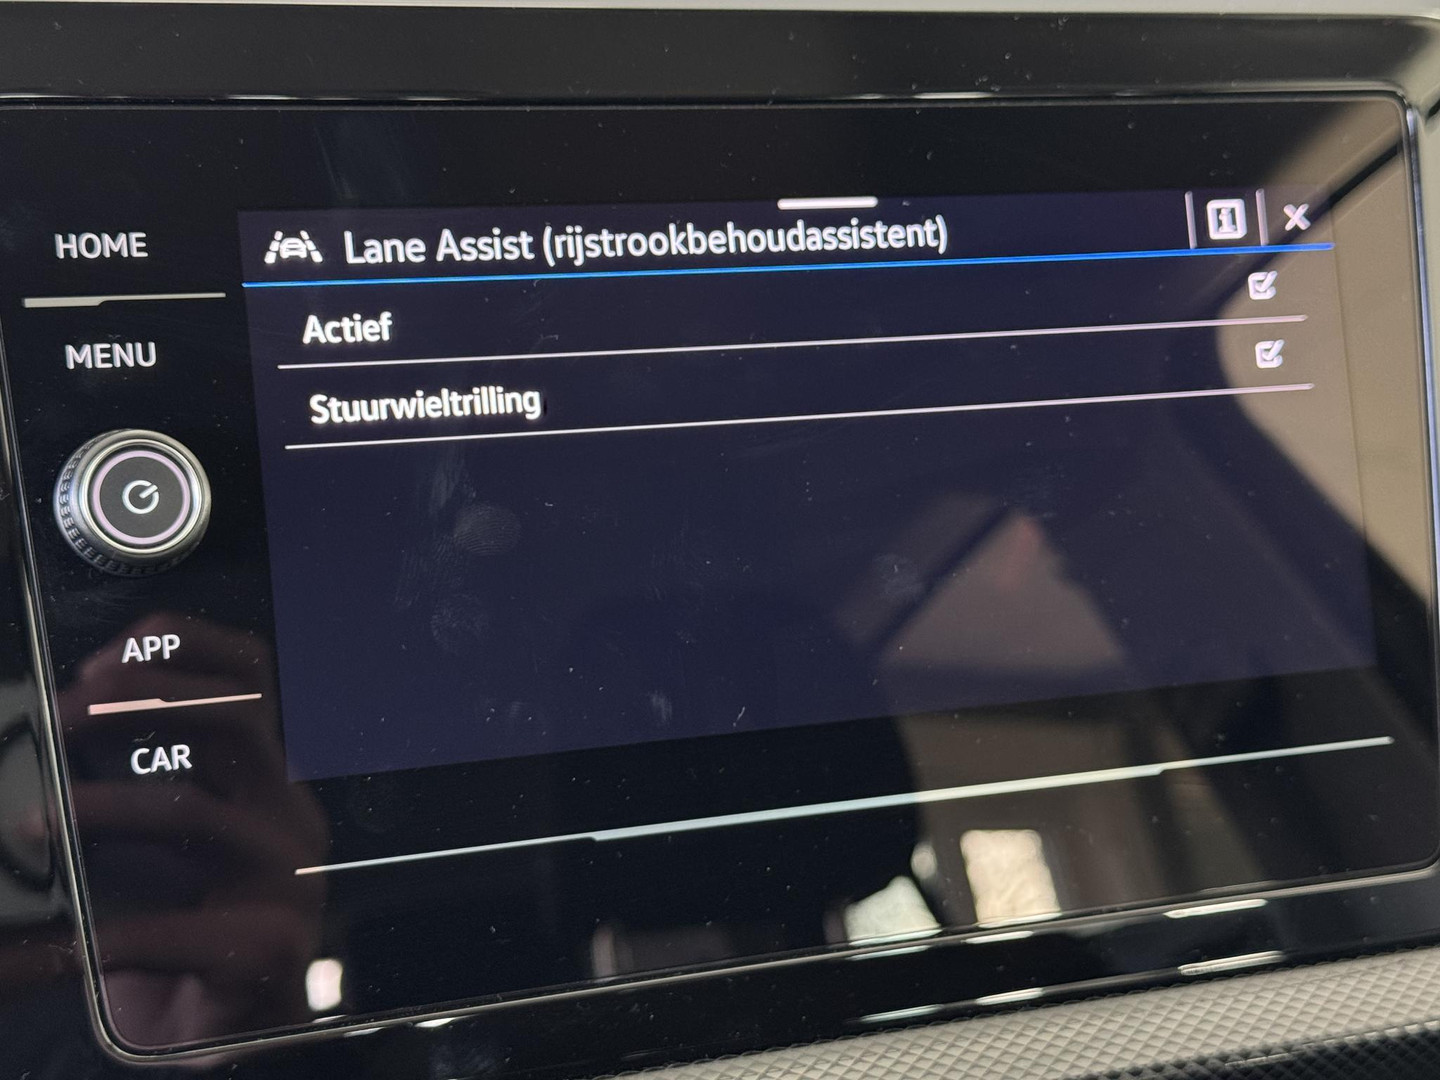 HOME
MENU
APP
CAR
Lane Assist (rijstrookbehoudassistent)
Actief
Stuurwieltrilling